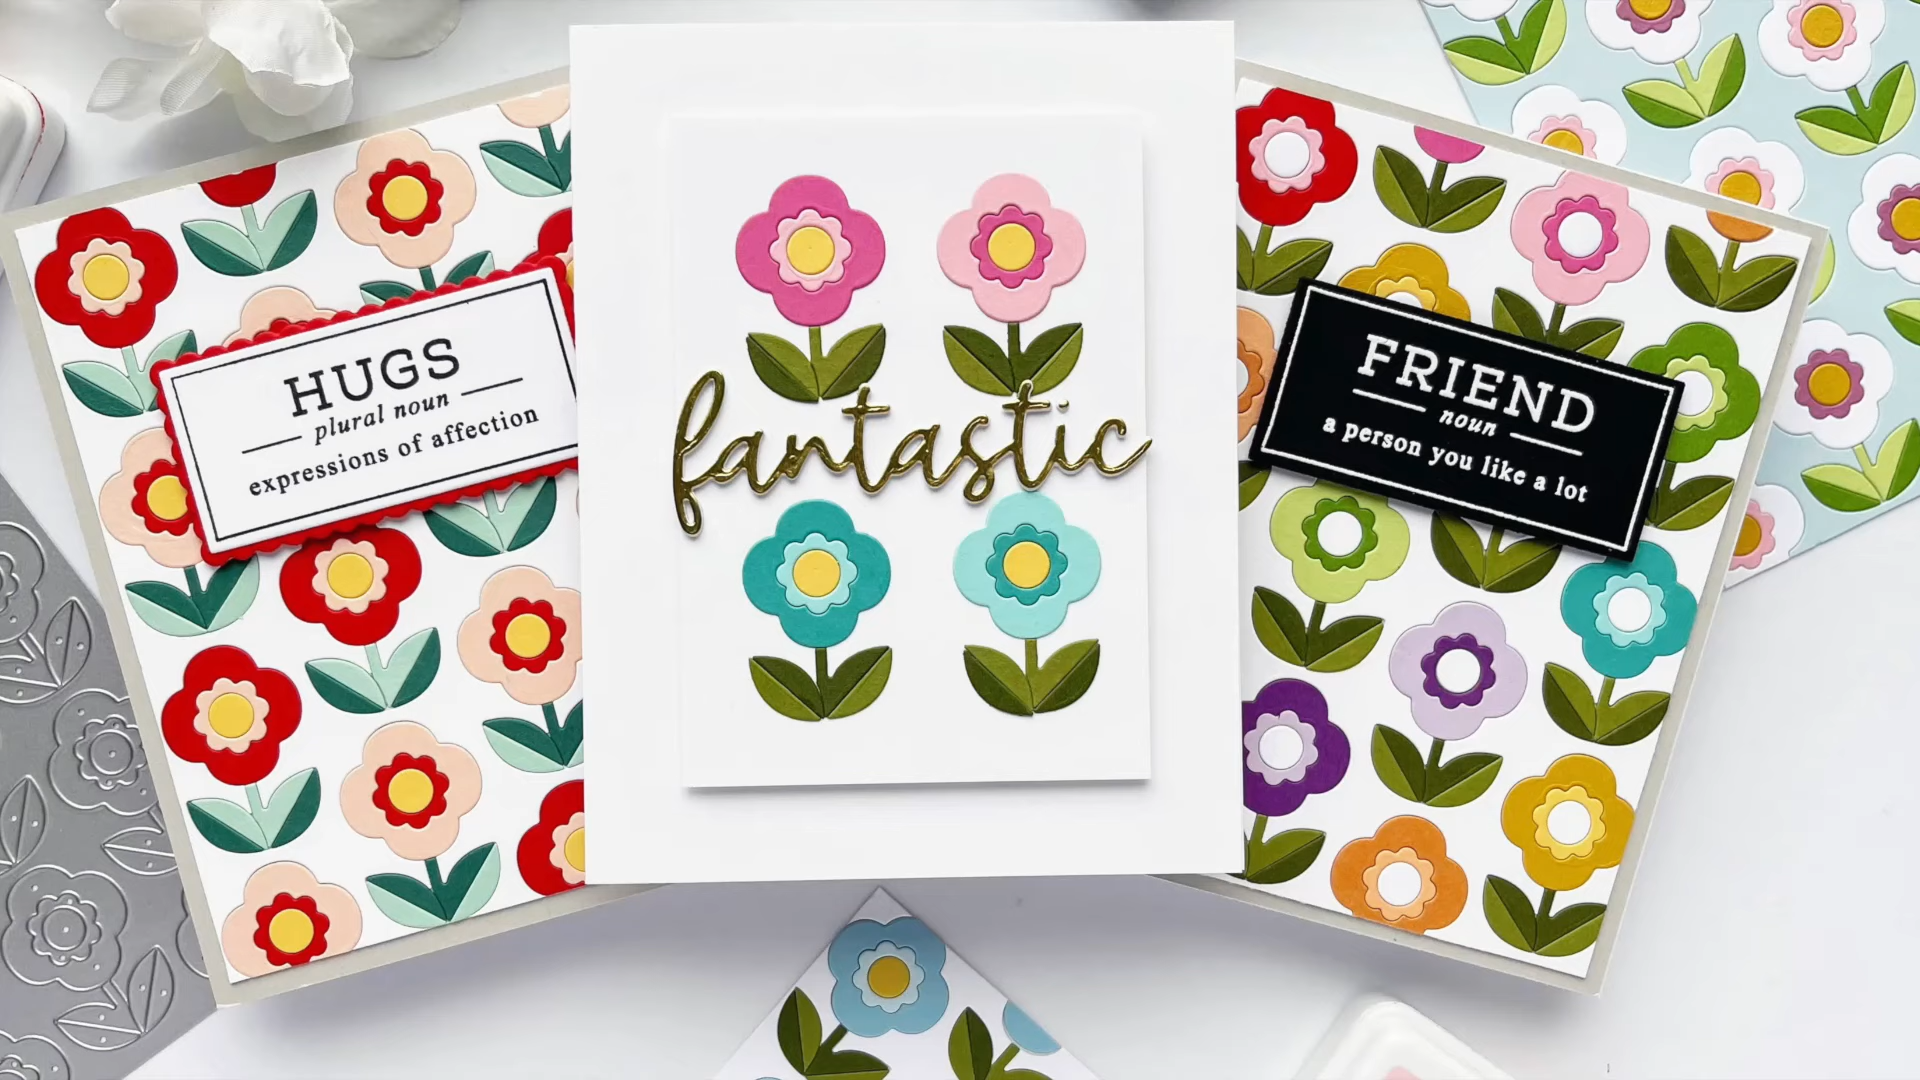 HUGS
plural noun
expressions of affection
fantastic
FRIEND
noun
a person you like a lot